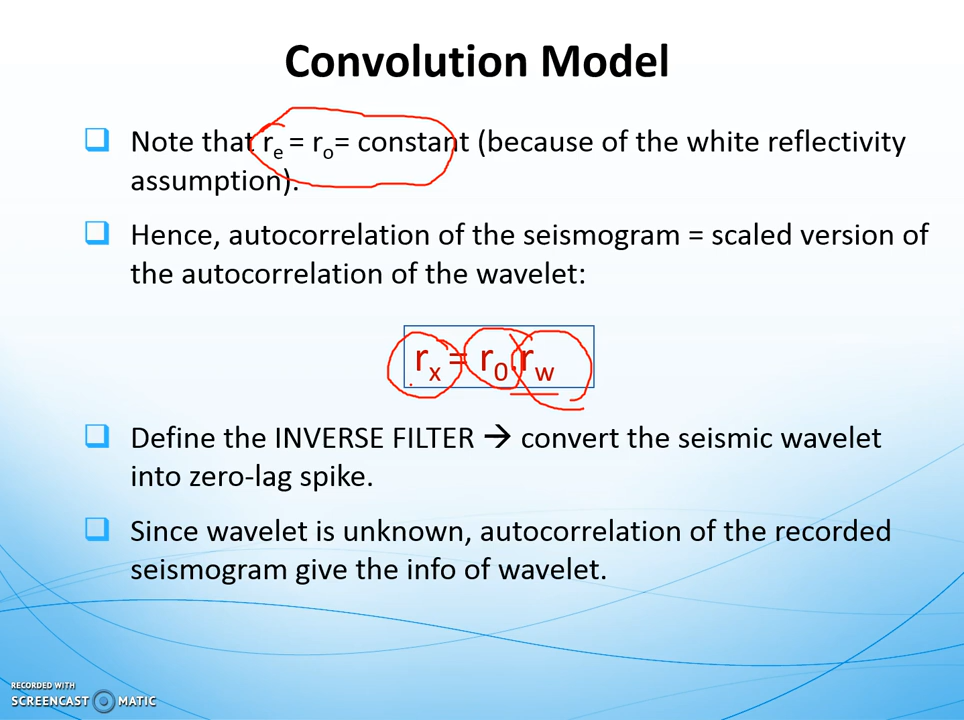 Convolution Model
❑ Note that re = ro= constant (because of the white reflectivity
assumption).
❑ Hence, autocorrelation of the seismogram = scaled version of
the autocorrelation of the wavelet:
rx = r0.rw
❑ Define the INVERSE FILTER → convert the seismic wavelet
into zero-lag spike.
❑ Since wavelet is unknown, autocorrelation of the recorded
seismogram give the info of wavelet.
RECORDED WITH
SCREENCAST MATIC